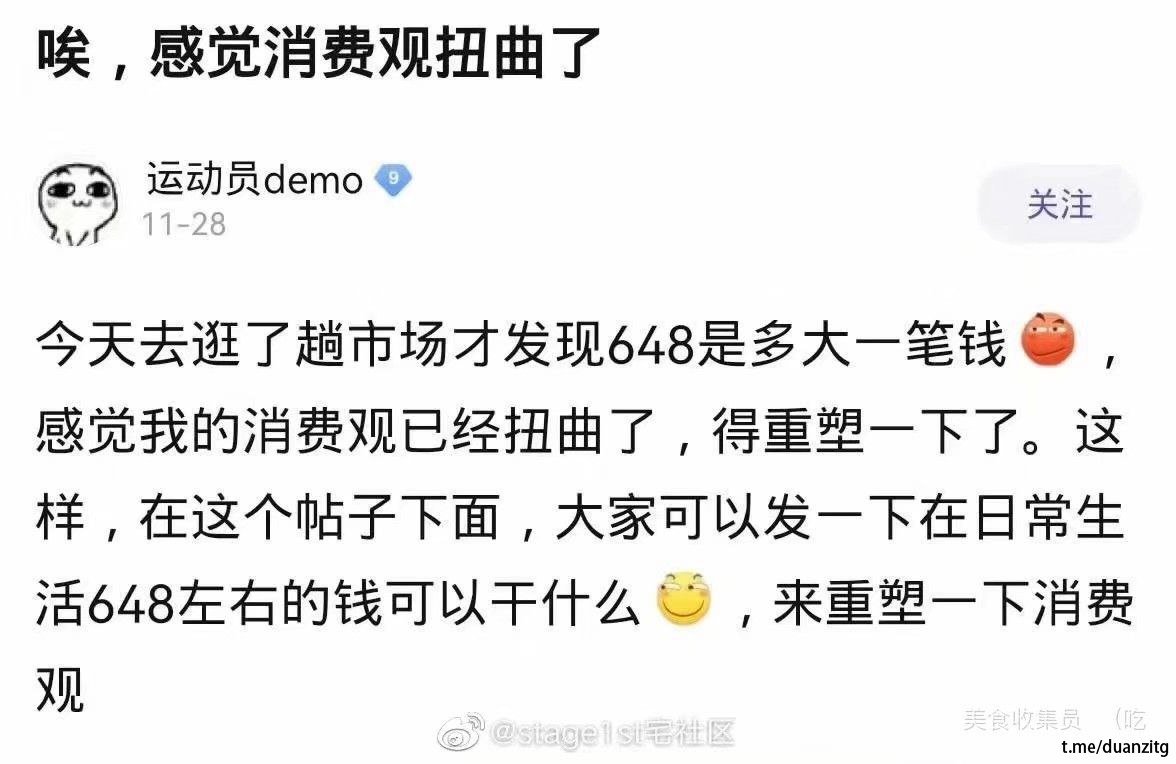 唉，感觉消费观扭曲了
运动员demo 9
11-28
关注
今天去逛了趟市场才发现648是多大一笔钱，
感觉我的消费观已经扭曲了，得重塑一下了。这
样，在这个帖子下面，大家可以发一下在日常生
活648左右的钱可以干什么，来重塑一下消费
观
@stage1st宅社区
美食收集员 （吃
t.me/duanzitg